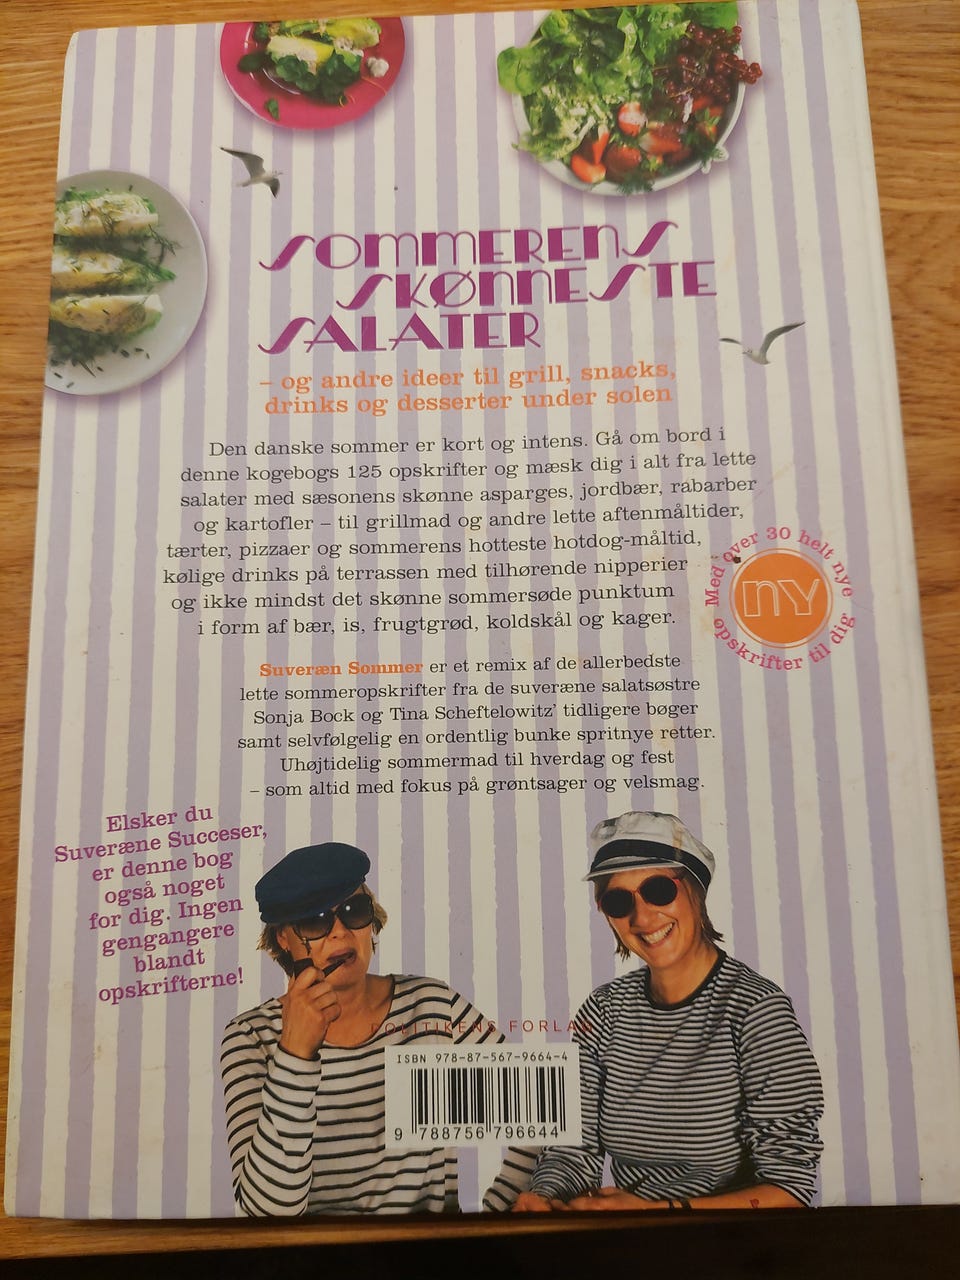 SOMMERENS
SKØNNESTE
SALATER
– og andre ideer til grill, snacks,
drinks og desserter under solen
Den danske sommer er kort og intens. Gå om bord i
denne kogebogs 125 opskrifter og mæsk dig i alt fra lette
salater med sæsonens skønne asparges, jordbær, rabarber
og kartofler – til grillmad og andre lette aftenmåltider,
tærter, pizzaer og sommerens hotteste hotdog-måltid,
kølige drinks på terrassen med tilhørende nipperier
og ikke mindst det skønne sommersøde punktum
i form af bær, is, frugtgrød, koldskål og kager.
Med over 30 helt nye
opskrifter til dig
NY
Suveræn Sommer er et remix af de allerbedste
lette sommeropskrifter fra de suveræne salatsøstre
Sonja Bock og Tina Scheftelowitz’ tidligere bøger
samt selvfølgelig en ordentlig bunke spritnye retter.
Uhøjtidelig sommermad til hverdag og fest
– som altid med fokus på grøntsager og velsmag.
Elsker du
Suveræne Succeser,
er denne bog
også noget
for dig. Ingen
gengangere
blandt
opskrifterne!
POLITIKENS FORLAG
ISBN 978-87-567-9664-4
9 788756 796644